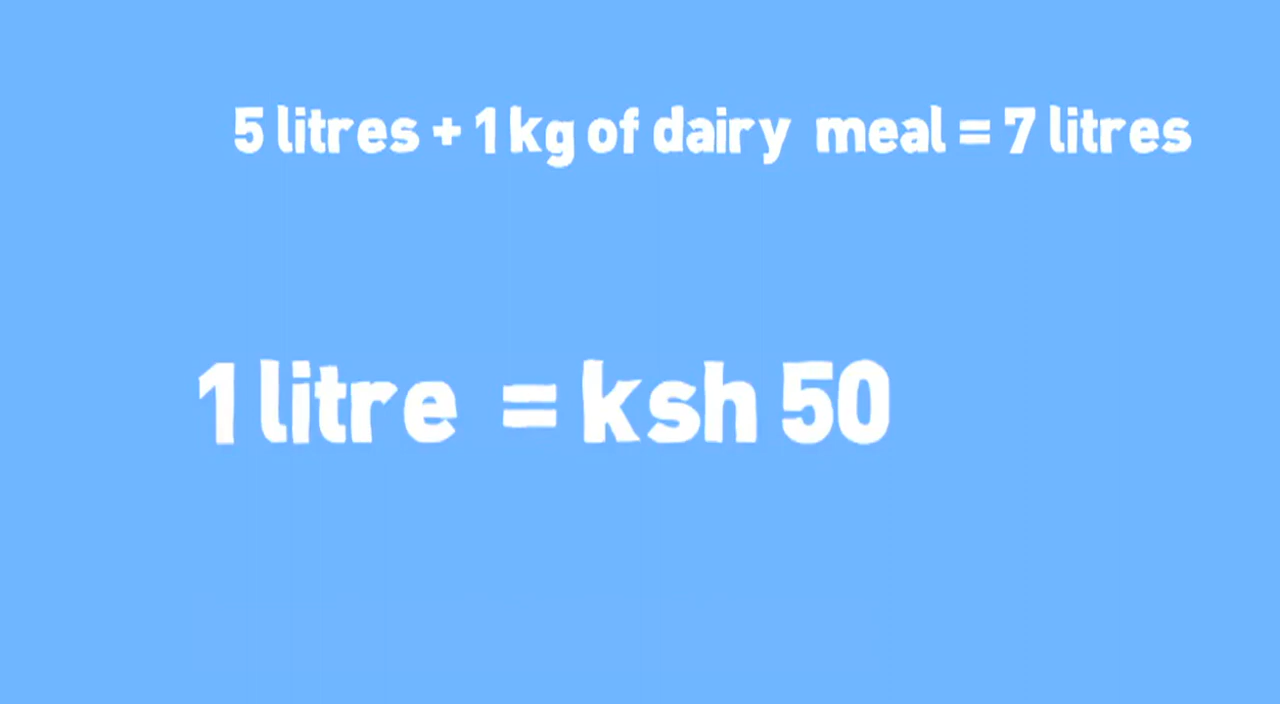 5 litres + 1 kg of dairy meal = 7 litres
1 litre = ksh 50